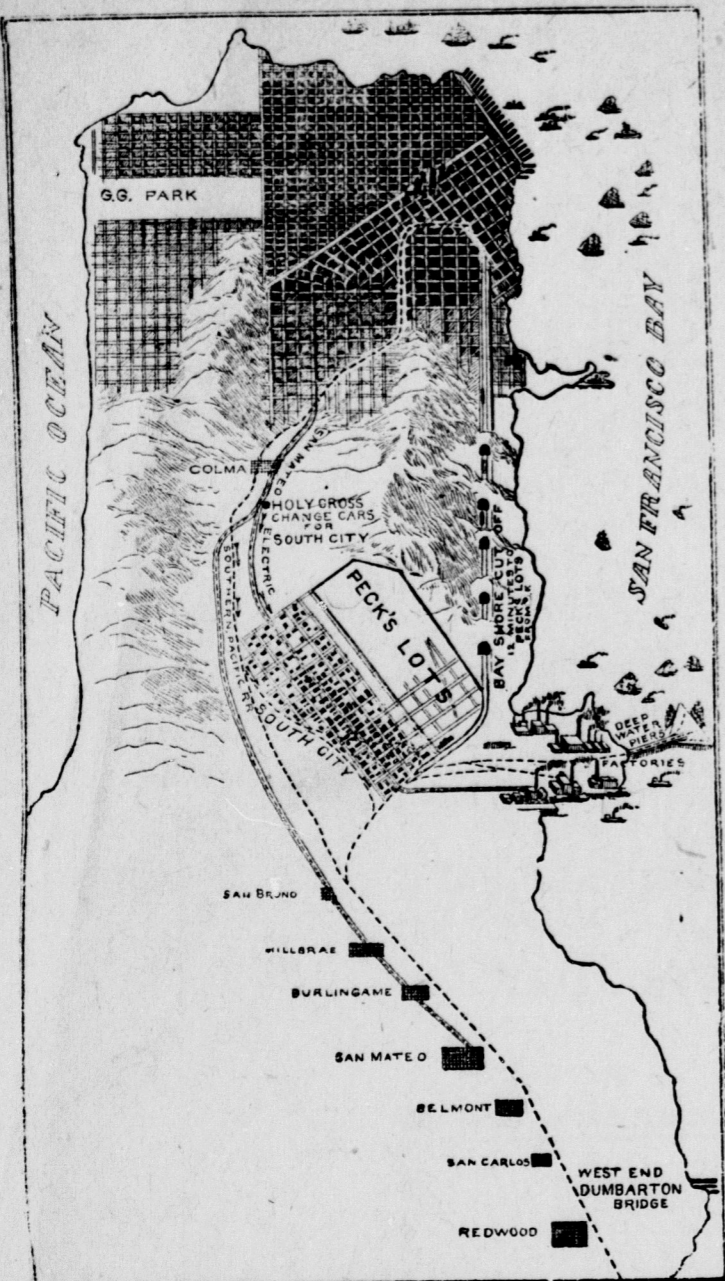 G.G. PARK
PACIFIC OCEAN
SAN FRANCISCO BAY
COLMA
SAN MATEO
ELECTRIC
HOLY CROSS
CHANGE CARS
FOR
SOUTH CITY
SOUTHERN PACIFIC RR
PECK'S LOTS
BAY SHORE CUT OFF
12 MINUTES TO
PECK'S LOTS
SOUTH CITY
DEEP
WATER
PIERS
FACTORIES
SAN BRUNO
MILLBRAE
BURLINGAME
SAN MATEO
BELMONT
SAN CARLOS
WEST END
DUMBARTON
BRIDGE
REDWOOD